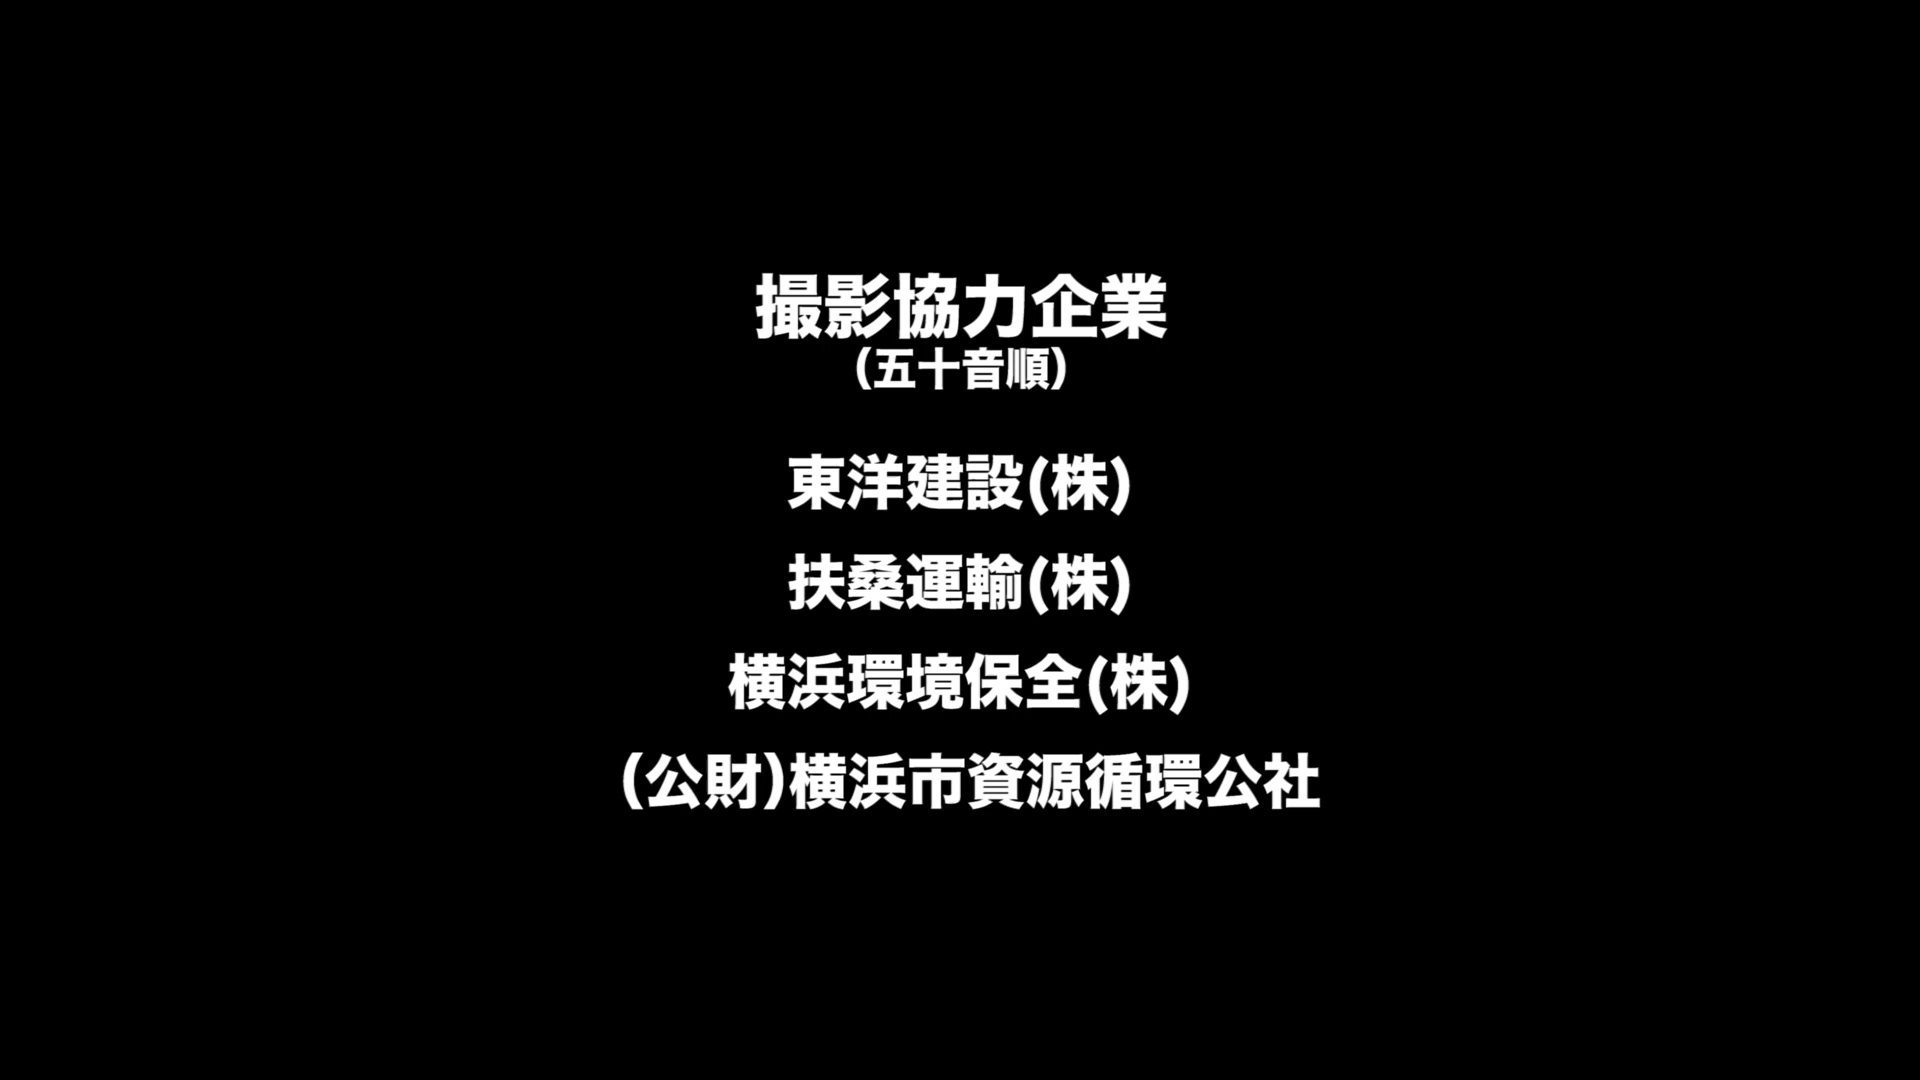 撮影協力企業
（五十音順）
東洋建設(株)
扶桑運輸(株)
横浜環境保全(株)
（公財）横浜市資源循環公社